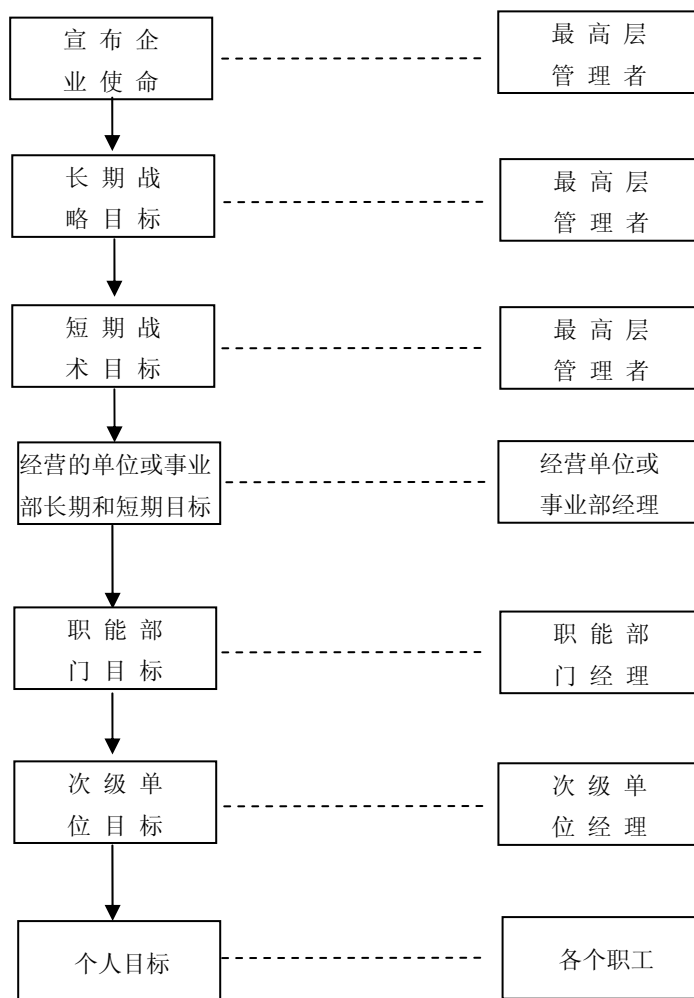 宣布企
业使命
最高层
管理者
长期战
略目标
最高层
管理者
短期战
术目标
最高层
管理者
经营的单位或事业
部长期和短期目标
经营单位或
事业部经理
职能部
门目标
职能部
门经理
次级单
位目标
次级单
位经理
个人目标
各个职工